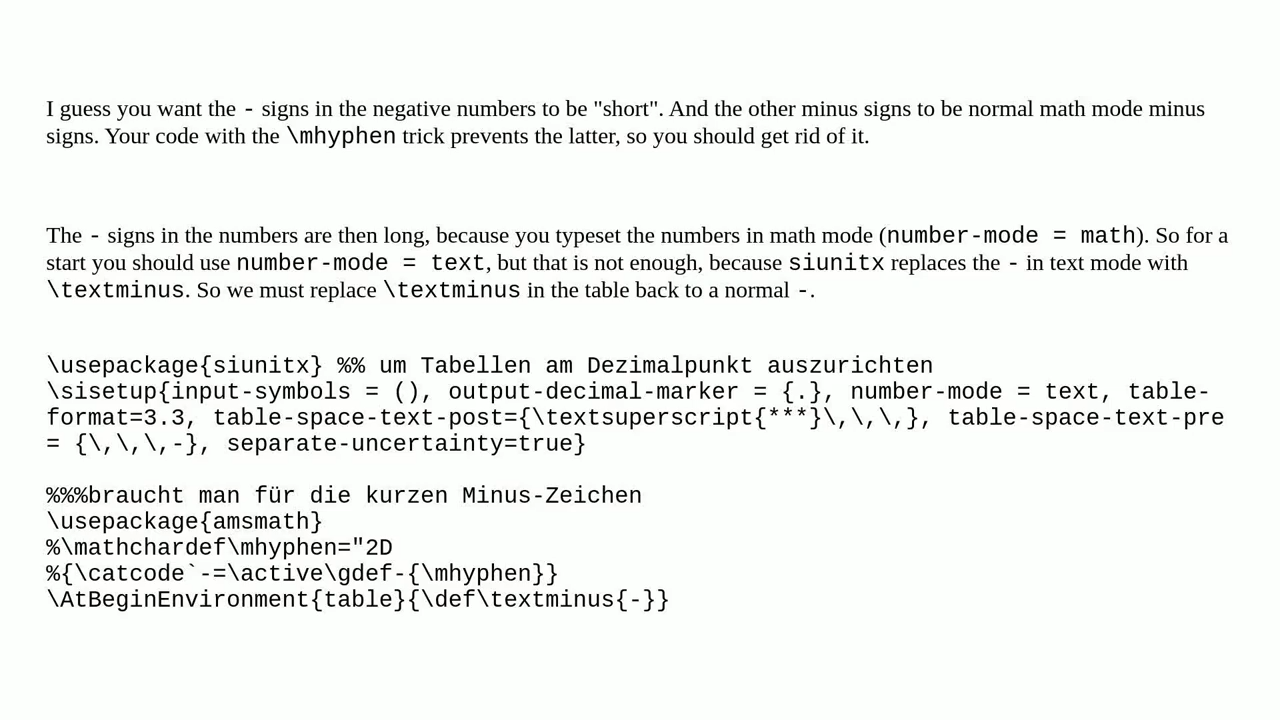 I guess you want the - signs in the negative numbers to be "short". And the other minus signs to be normal math mode minus
signs. Your code with the \mhyphen trick prevents the latter, so you should get rid of it.
The - signs in the numbers are then long, because you typeset the numbers in math mode (number-mode = math). So for a
start you should use number-mode = text, but that is not enough, because siunitx replaces the - in text mode with
\textminus. So we must replace \textminus in the table back to a normal -.
\usepackage{siunitx} %% um Tabellen am Dezimalpunkt auszurichten
\sisetup{input-symbols = (), output-decimal-marker = {.}, number-mode = text, table-
format=3.3, table-space-text-post={\textsuperscript{***}\,\,\,}, table-space-text-pre
= {\,\,\,-}, separate-uncertainty=true}
%%%braucht man für die kurzen Minus-Zeichen
\usepackage{amsmath}
%\mathchardef\mhyphen="2D
%{\catcode`-=\active\gdef-{\mhyphen}}
\AtBeginEnvironment{table}{\def\textminus{-}}